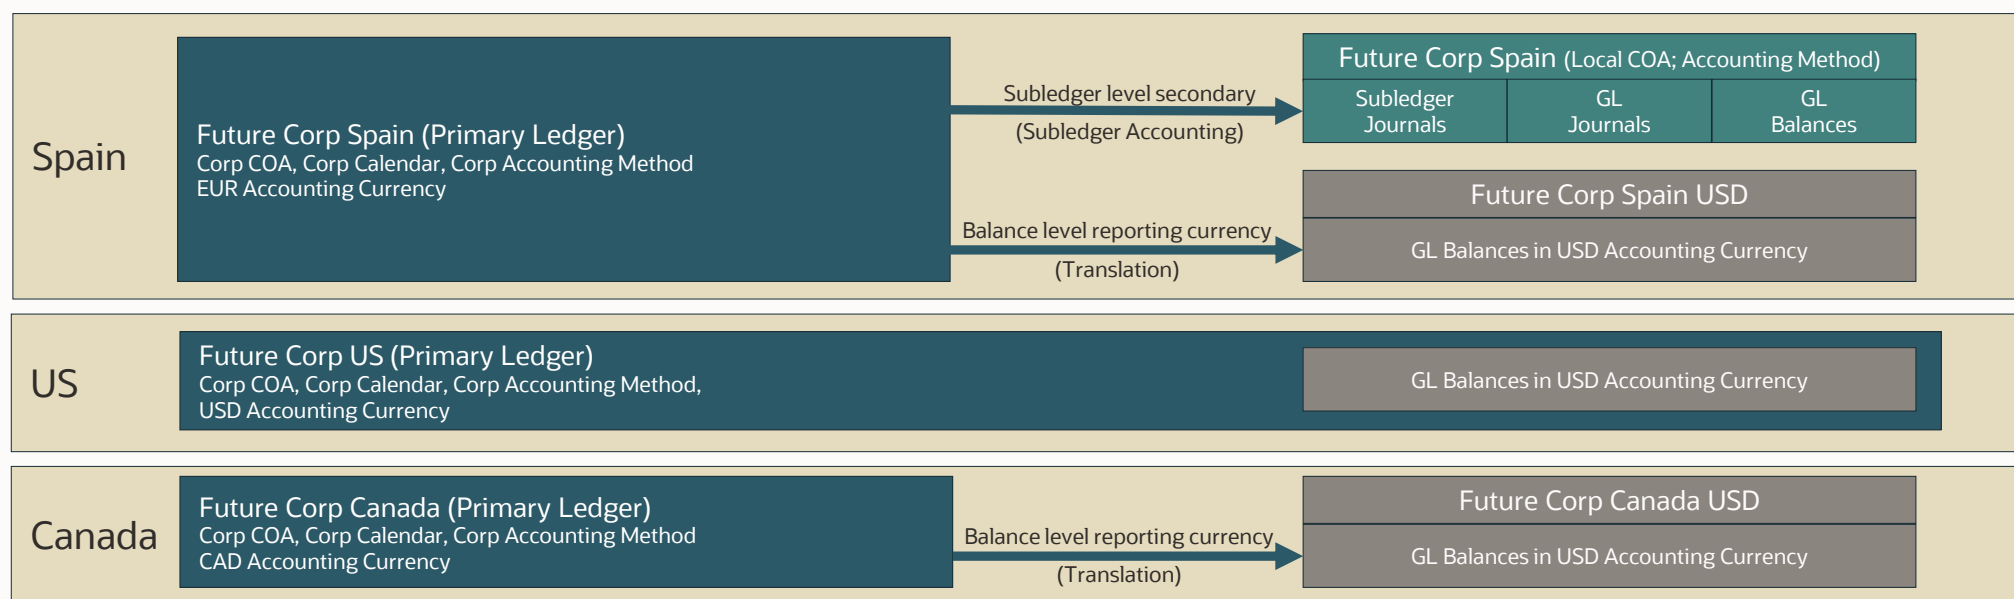 Spain
Future Corp Spain (Primary Ledger)
Corp COA, Corp Calendar, Corp Accounting Method
EUR Accounting Currency
Subledger level secondary
(Subledger Accounting)
Future Corp Spain (Local COA; Accounting Method)
Subledger
Journals
GL
Journals
GL
Balances
Balance level reporting currency
(Translation)
Future Corp Spain USD
GL Balances in USD Accounting Currency
US
Future Corp US (Primary Ledger)
Corp COA, Corp Calendar, Corp Accounting Method,
USD Accounting Currency
GL Balances in USD Accounting Currency
Canada
Future Corp Canada (Primary Ledger)
Corp COA, Corp Calendar, Corp Accounting Method
CAD Accounting Currency
Balance level reporting currency
(Translation)
Future Corp Canada USD
GL Balances in USD Accounting Currency